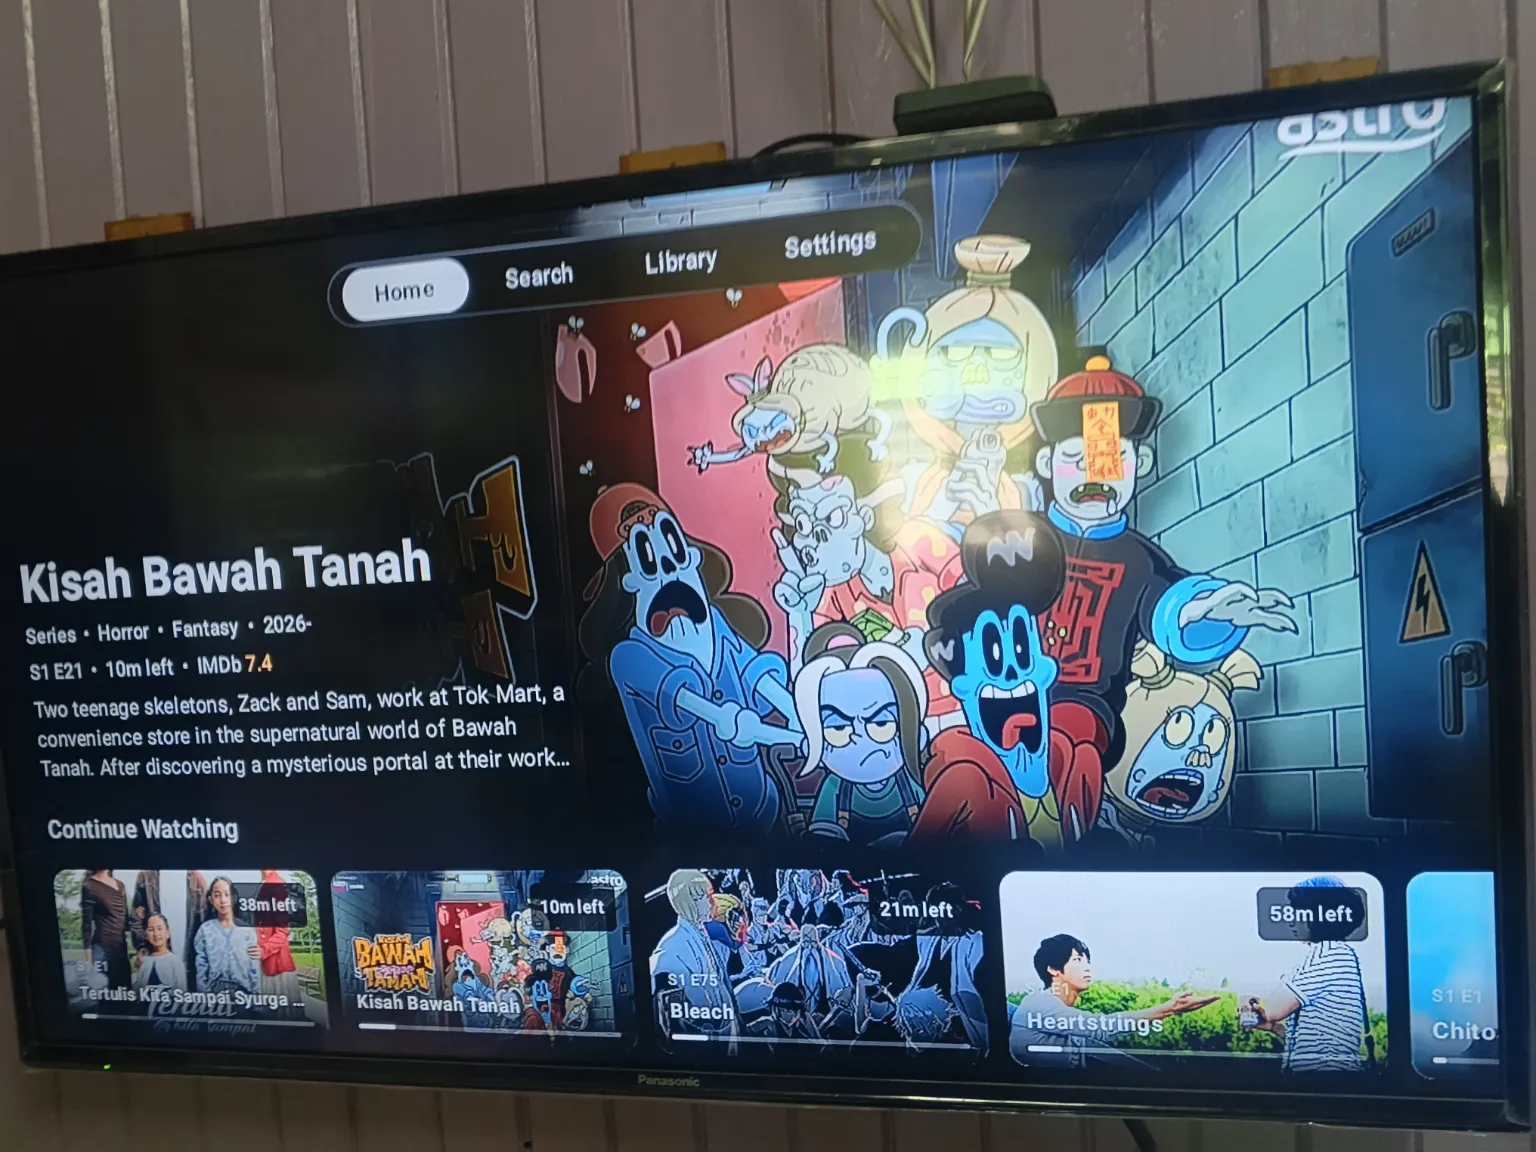 astro
Home
Search
Library
Settings
Kisah Bawah Tanah
Series • Horror • Fantasy • 2026-
S1 E21 • 10m left • IMDb 7.4
Two teenage skeletons, Zack and Sam, work at Tok Mart, a
convenience store in the supernatural world of Bawah
Tanah. After discovering a mysterious portal at their work...
Continue Watching
38m left
E1
Tertulis Kita Sampai Syurga ...
astro
10m left
BAWAH
TANAH
Kisah Bawah Tanah
21m left
S1 E75
Bleach
58m left
E1
Heartstrings
S1 E1
Chito
Panasonic